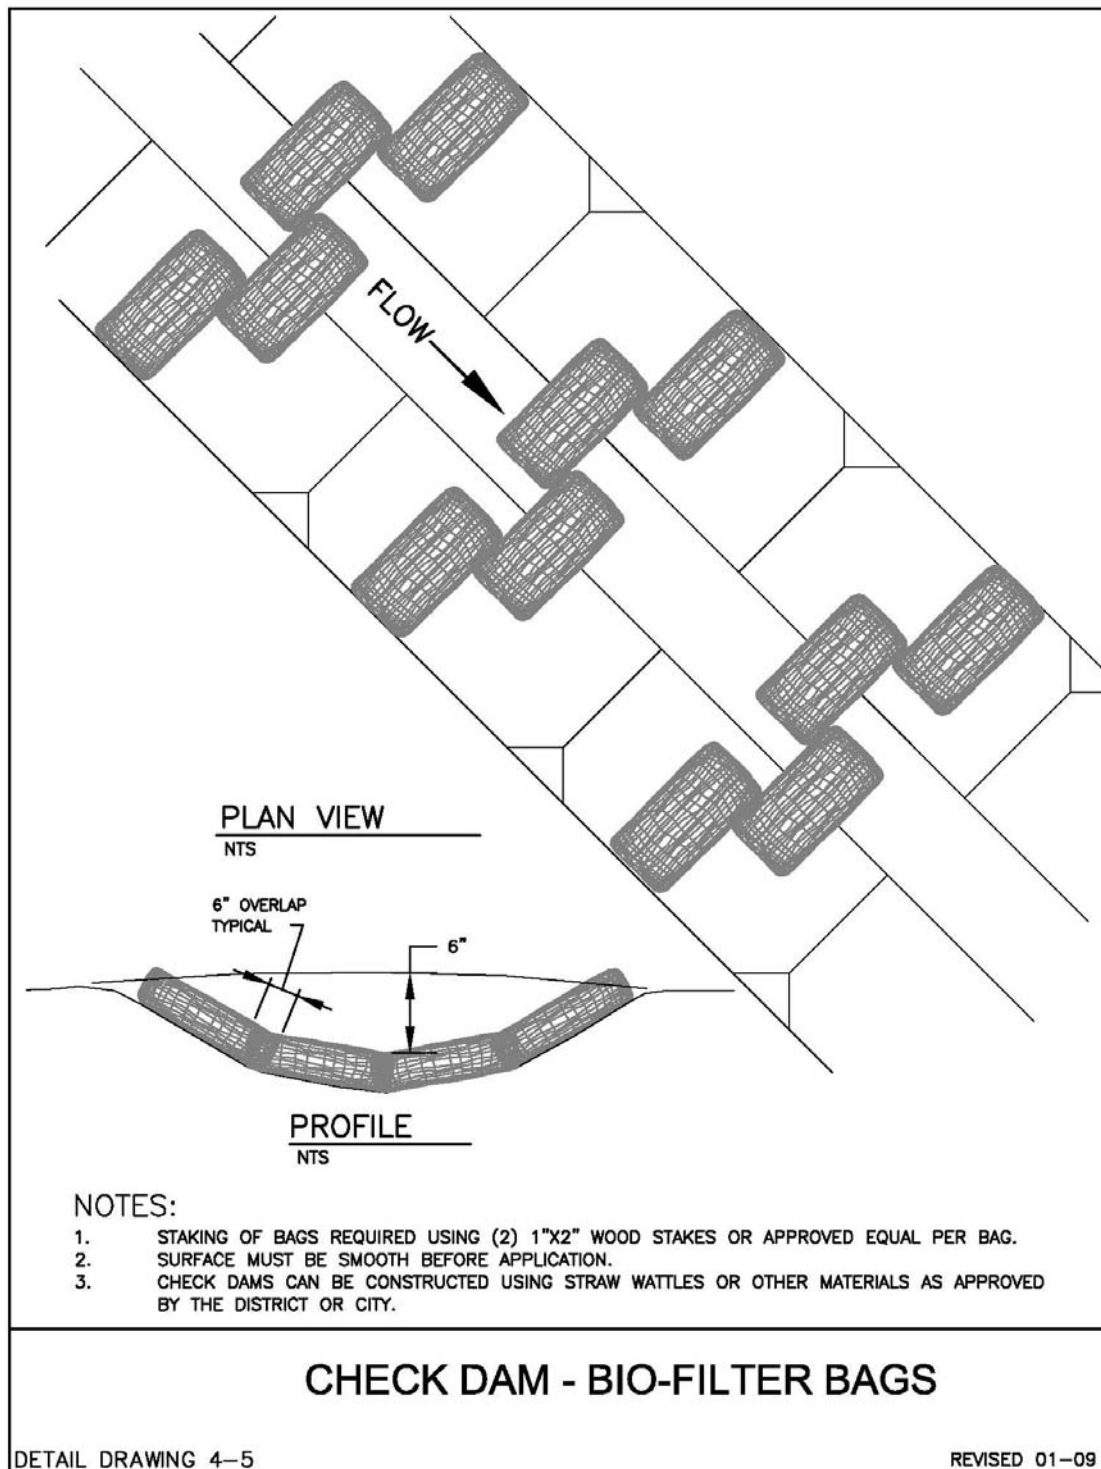 FLOW
PLAN VIEW
NTS
6" OVERLAP
TYPICAL
6"
PROFILE
NTS
NOTES:
1. STAKING OF BAGS REQUIRED USING (2) 1"X2" WOOD STAKES OR APPROVED EQUAL PER BAG.
2. SURFACE MUST BE SMOOTH BEFORE APPLICATION.
3. CHECK DAMS CAN BE CONSTRUCTED USING STRAW WATTLES OR OTHER MATERIALS AS APPROVED
BY THE DISTRICT OR CITY.
CHECK DAM - BIO-FILTER BAGS
DETAIL DRAWING 4-5
REVISED 01-09